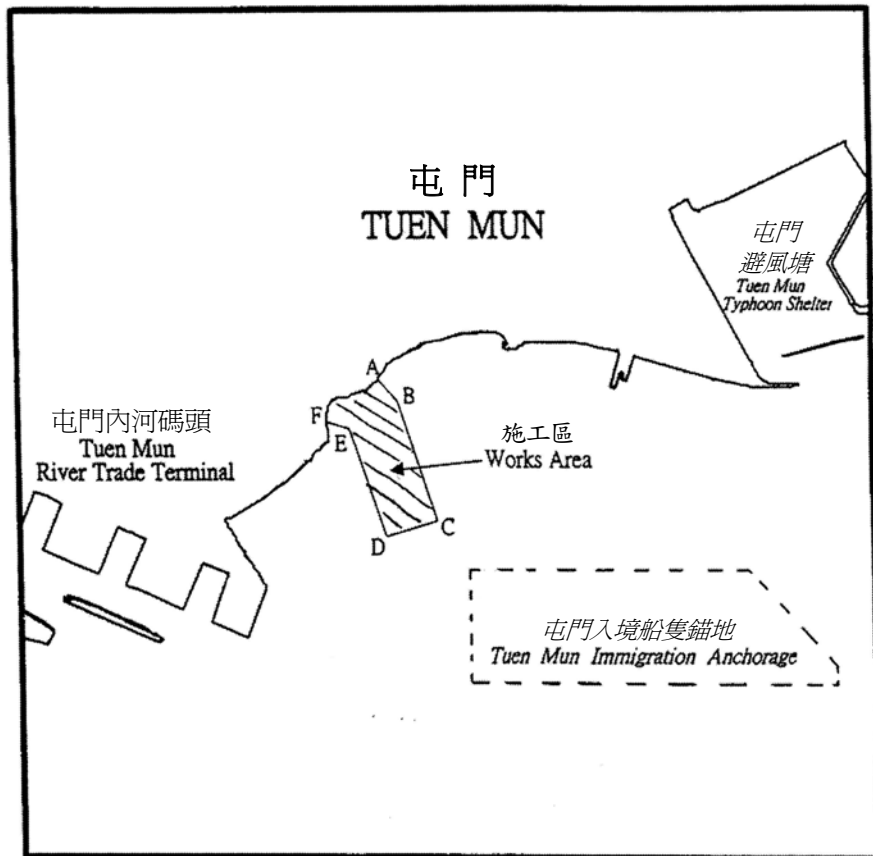 屯門
TUEN MUN
屯門
避風塘
Tuen Mun
Typhoon Shelter
A
B
F
E
屯門內河碼頭
Tuen Mun
River Trade Terminal
施工區
Works Area
C
D
屯門入境船隻錨地
Tuen Mun Immigration Anchorage